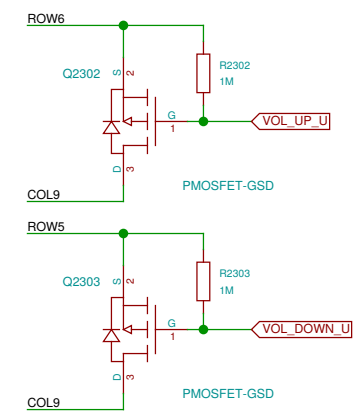 ROW6
Q2302
S
2
R2302
1M
G
1
VOL_UP_U
D
3
PMOSFET-GSD
COL9
ROW5
Q2303
S
2
R2303
1M
G
1
VOL_DOWN_U
D
3
PMOSFET-GSD
COL9